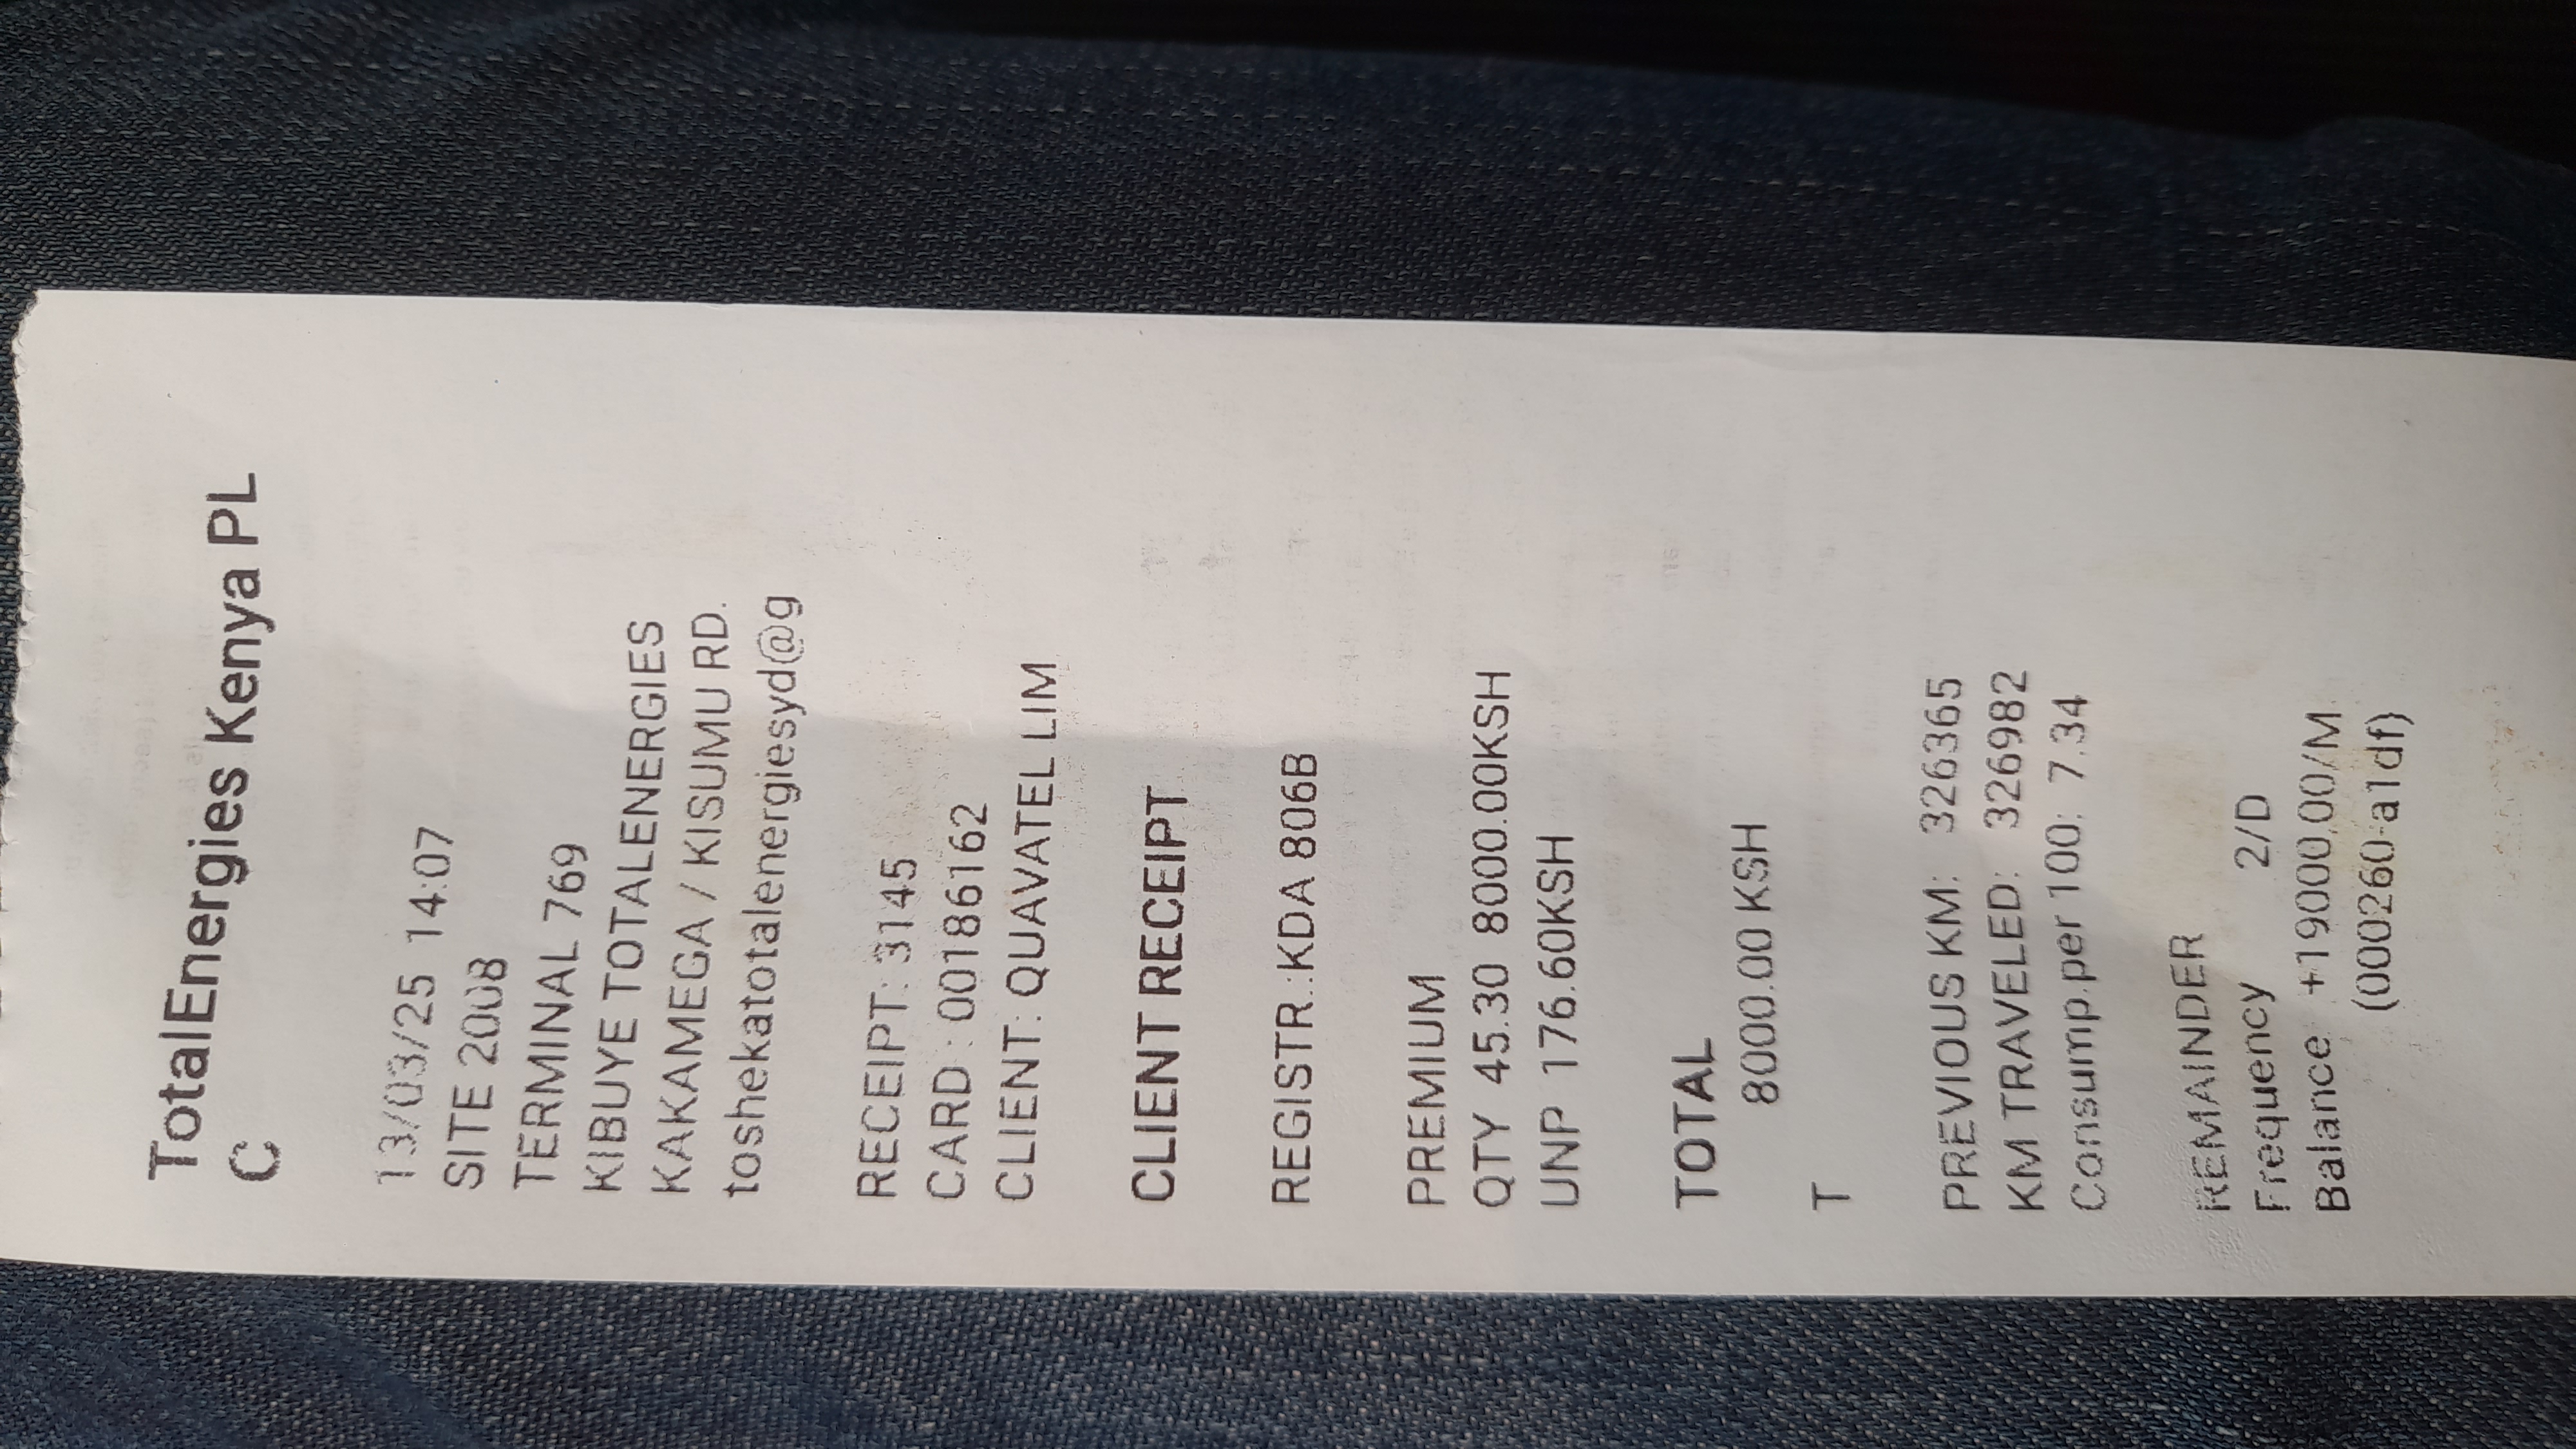 TotalEnergies Kenya PL
C
13/03/25 14:07
SITE 2008
TERMINAL 769
KIBUYE TOTALENERGIES
KAKAMEGA / KISUMU RD.
toshekatotalenergiesyd@g
RECEIPT: 3145
CARD : 00186162
CLIENT: QUAVATEL LIM
CLIENT RECEIPT
REGISTR.:KDA 806B
PREMIUM
QTY 45.30 8000.00KSH
UNP 176.60KSH
TOTAL
8000.00 KSH
T
PREVIOUS KM: 326365
KM TRAVELED: 326982
Consump.per 100: 7.34
REMAINDER
Frequency 2/D
Balance: +19000.00/M
(000260-a1df)